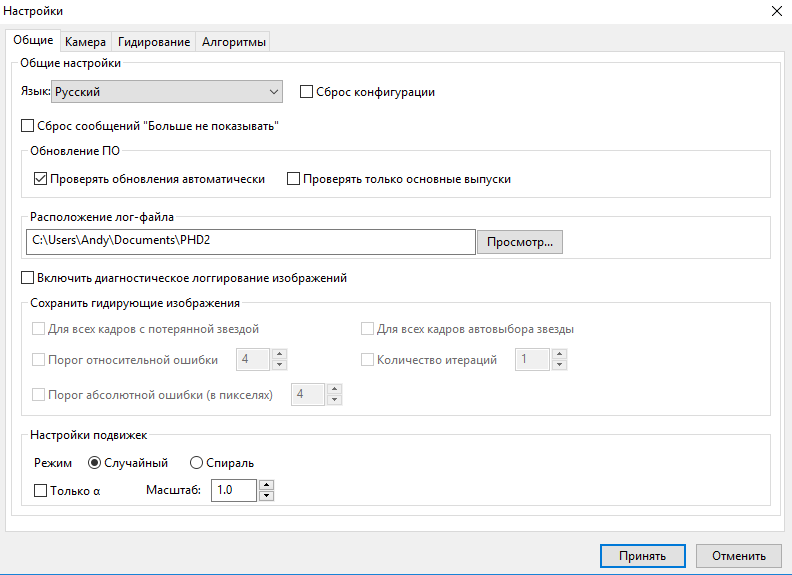 Настройки
Общие Камера Гидирование Алгоритмы
Общие настройки
Язык: Русский Сброс конфигурации
Сброс сообщений "Больше не показывать"
Обновление ПО
Проверять обновления автоматически Проверять только основные выпуски
Расположение лог-файла
C:\Users\Andy\Documents\PHD2 Просмотр...
Включить диагностическое логгирование изображений
Сохранить гидирующие изображения
Для всех кадров с потерянной звездой Для всех кадров автовыбора звезды
Порог относительной ошибки 4 Количество итераций 1
Порог абсолютной ошибки (в пикселях) 4
Настройки подвижек
Режим Случайный Спираль
Только α Масштаб: 1.0
Принять Отменить